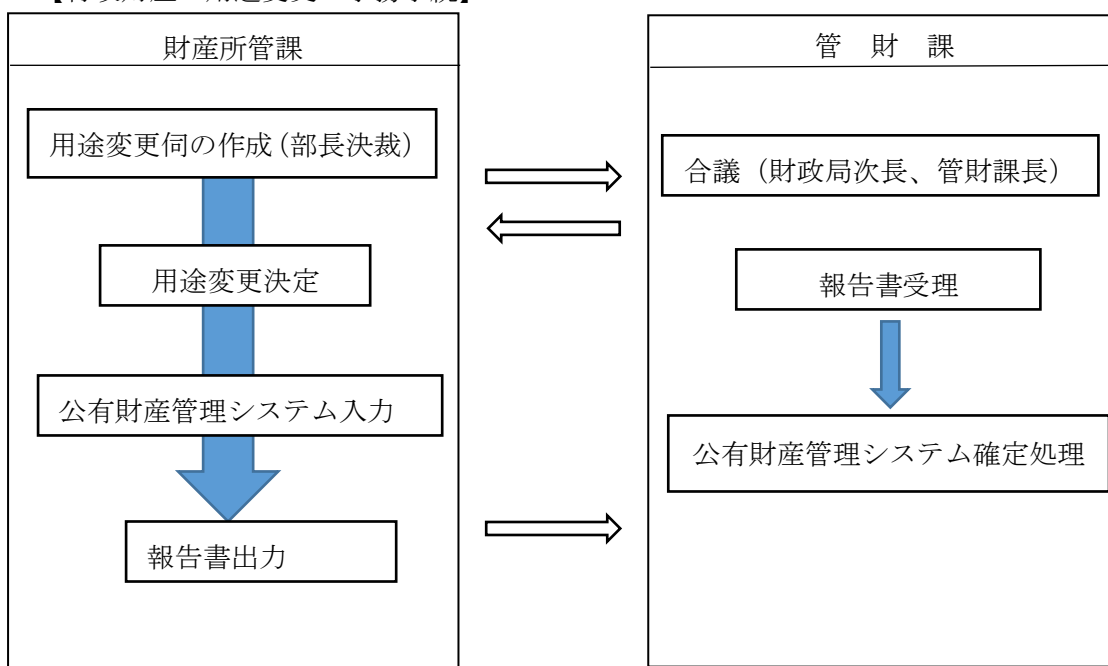 財産所管課
用途変更伺の作成（部長決裁）
用途変更決定
公有財産管理システム入力
報告書出力
管　財　課
合議（財政局次長、管財課長）
報告書受理
公有財産管理システム確定処理